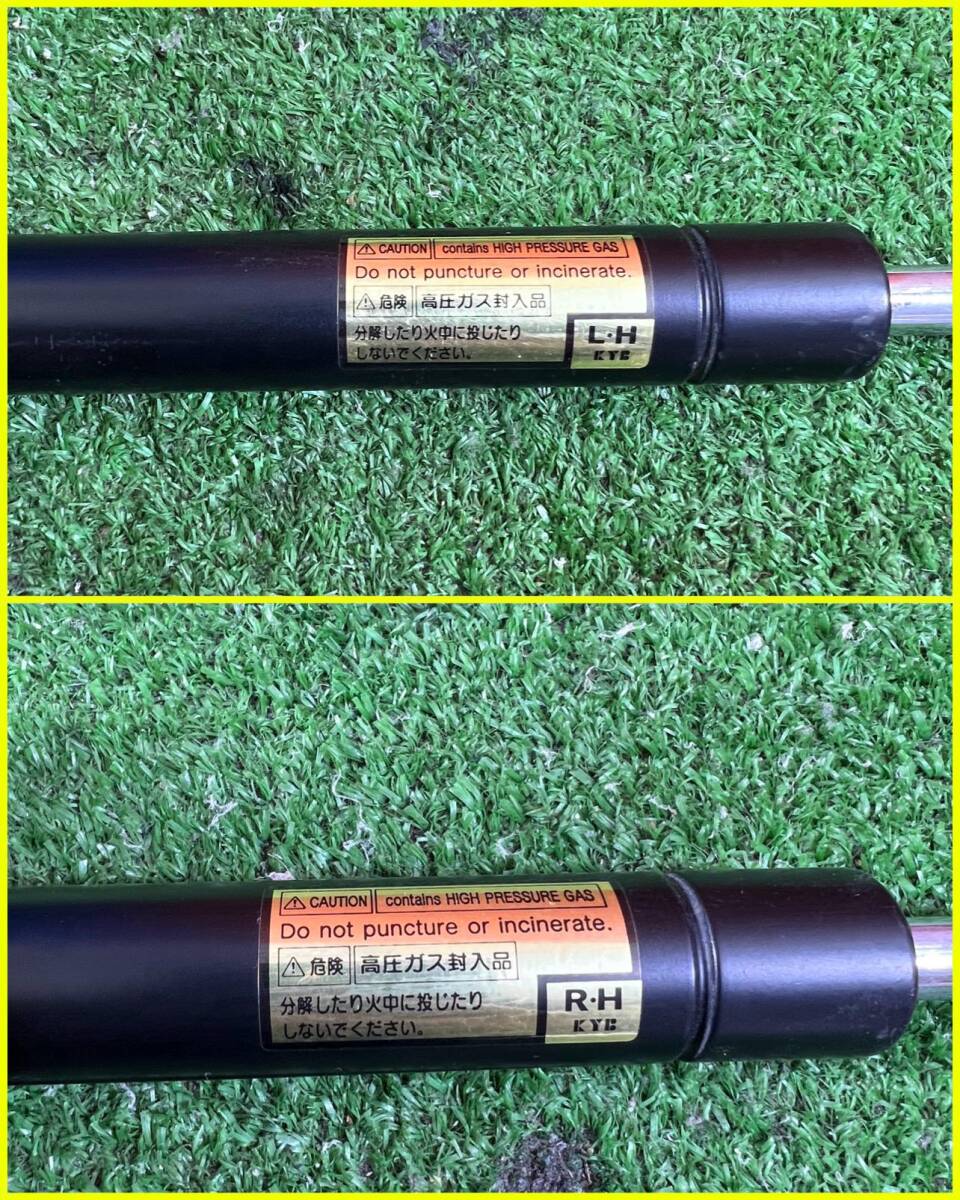 ⚠ CAUTION contains HIGH PRESSURE GAS
Do not puncture or incinerate.
⚠ 危険 高圧ガス封入品
分解したり火中に投じたり
しないでください。
L・H
KYB
⚠ CAUTION contains HIGH PRESSURE GAS
Do not puncture or incinerate.
⚠ 危険 高圧ガス封入品
分解したり火中に投じたり
しないでください。
R・H
KYB